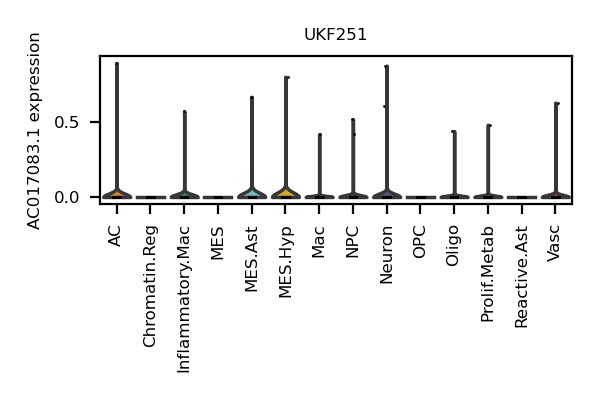 UKF251
AC017083.1 expression
0.5
0.0
AC
Chromatin.Reg
Inflammatory.Mac
MES
MES.Ast
MES.Hyp
Mac
NPC
Neuron
OPC
Oligo
Prolif.Metab
Reactive.Ast
Vasc